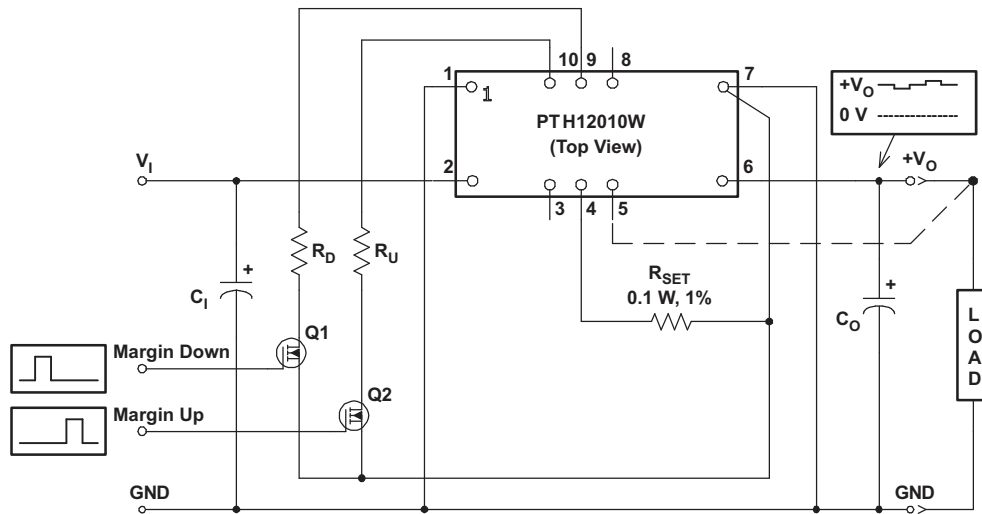 10 9 8
1
7
1
PTH12010W
(Top View)
+VO
0 V
VI
2
6
+VO
3 4 5
RD
RU
RSET
0.1 W, 1%
+
CI
+
CO
L
O
A
D
Q1
Margin Down
Q2
Margin Up
GND
GND